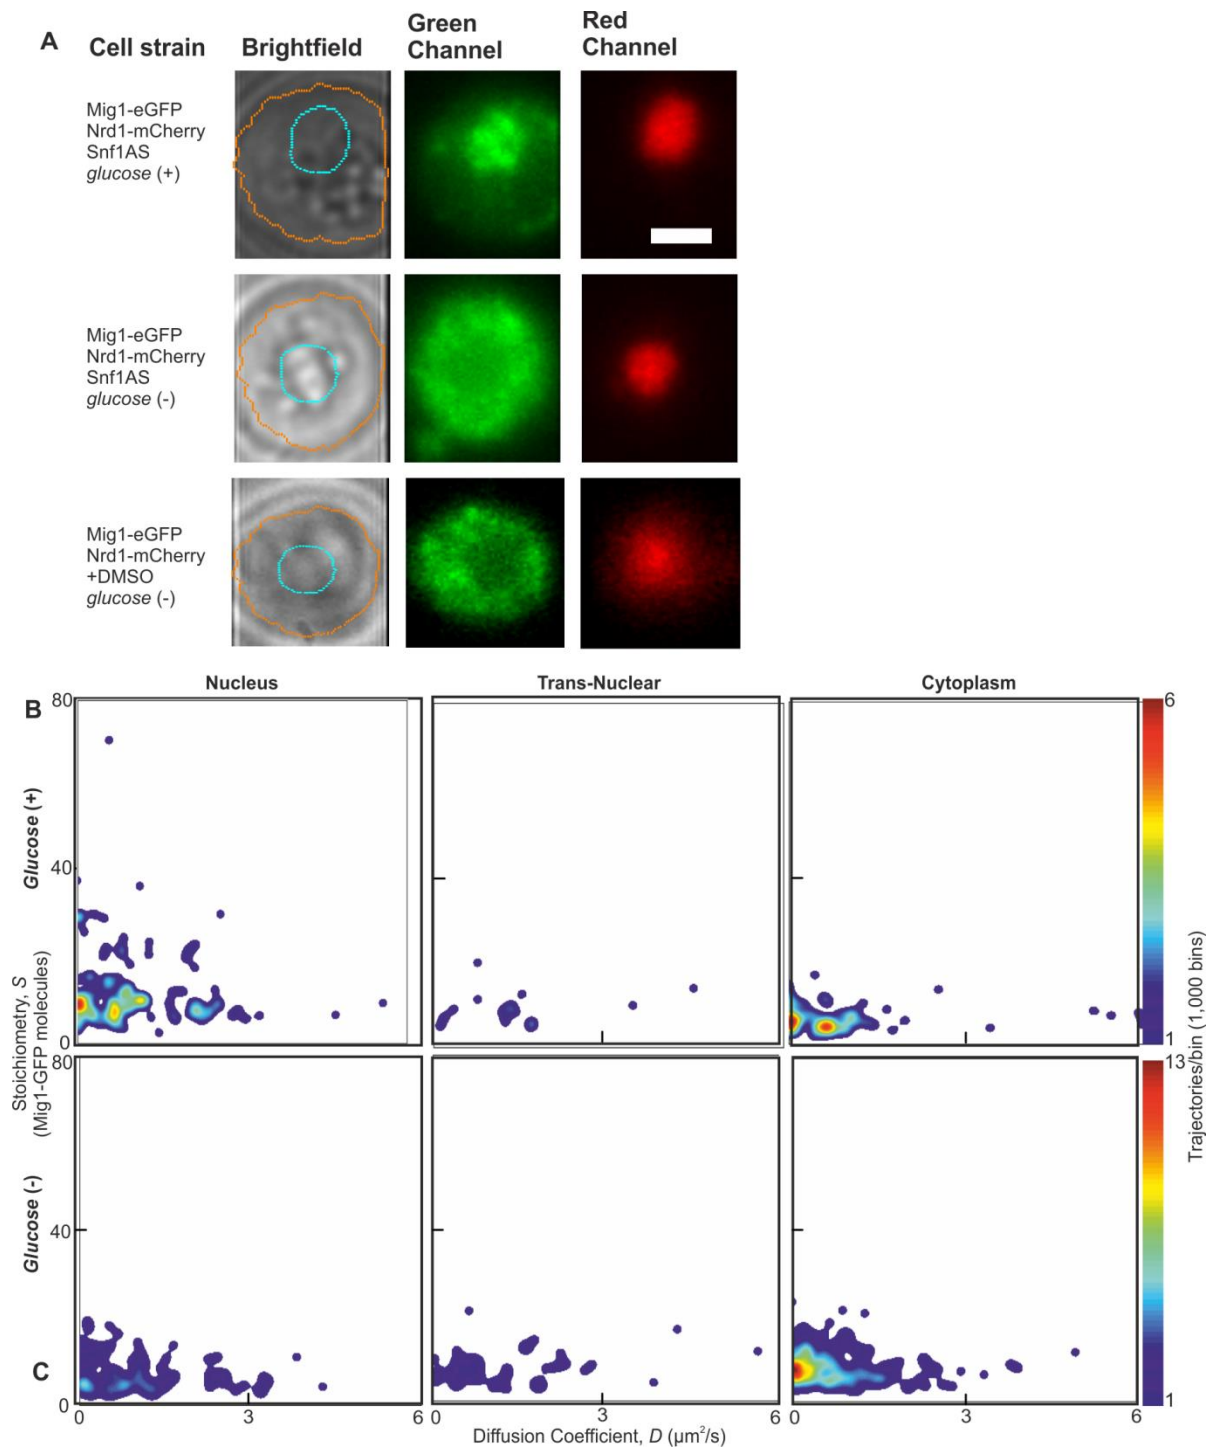 A
Cell strain
Brightfield
Green
Channel
Red
Channel
Mig1-eGFP
Nrd1-mCherry
Snf1AS
glucose (+)
Mig1-eGFP
Nrd1-mCherry
Snf1AS
glucose (-)
Mig1-eGFP
Nrd1-mCherry
+DMSO
glucose (-)
Nucleus
Trans-Nuclear
Cytoplasm
B
80
40
0
Glucose (+)
6
1
Stoichiometry, S
(Mig1-GFP molecules)
Trajectories/bin (1,000 bins)
C
80
40
0
Glucose (-)
13
1
0
3
6
0
3
6
0
3
6
Diffusion Coefficient, D (µm²/s)